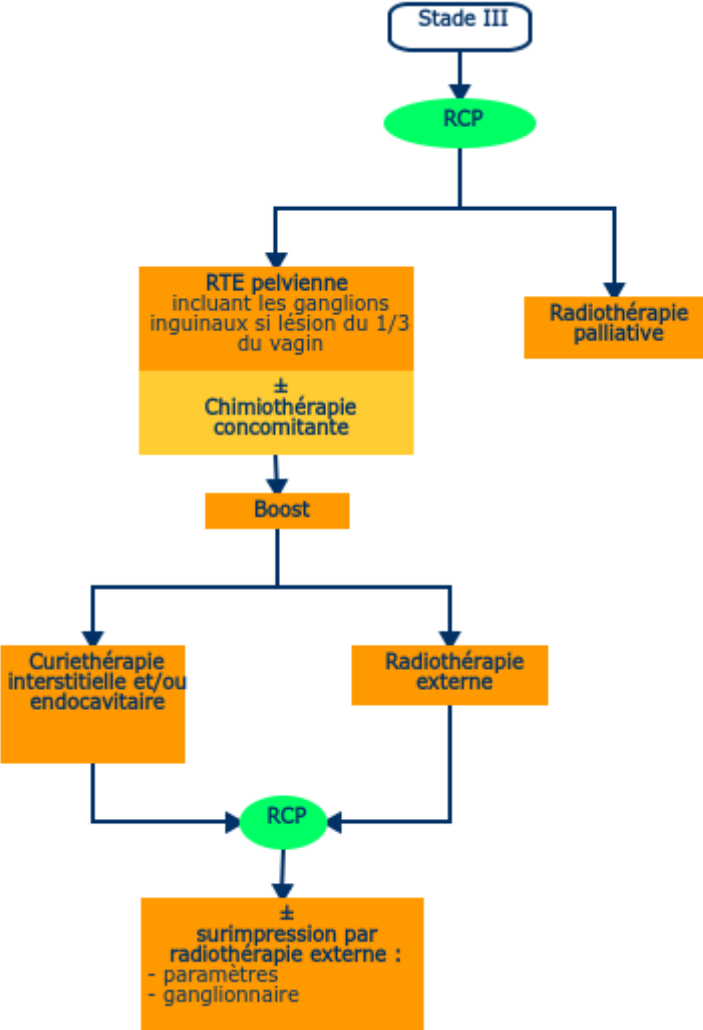 Stade III
RCP
RTE pelvienne
incluant les ganglions
inguinaux si lésion du 1/3
du vagin
Radiothérapie
palliative
±
Chimiothérapie
concomitante
Boost
Curiethérapie
interstitielle et/ou
endocavitaire
Radiothérapie
externe
RCP
±
surimpression par
radiothérapie externe :
- paramètres
- ganglionnaire